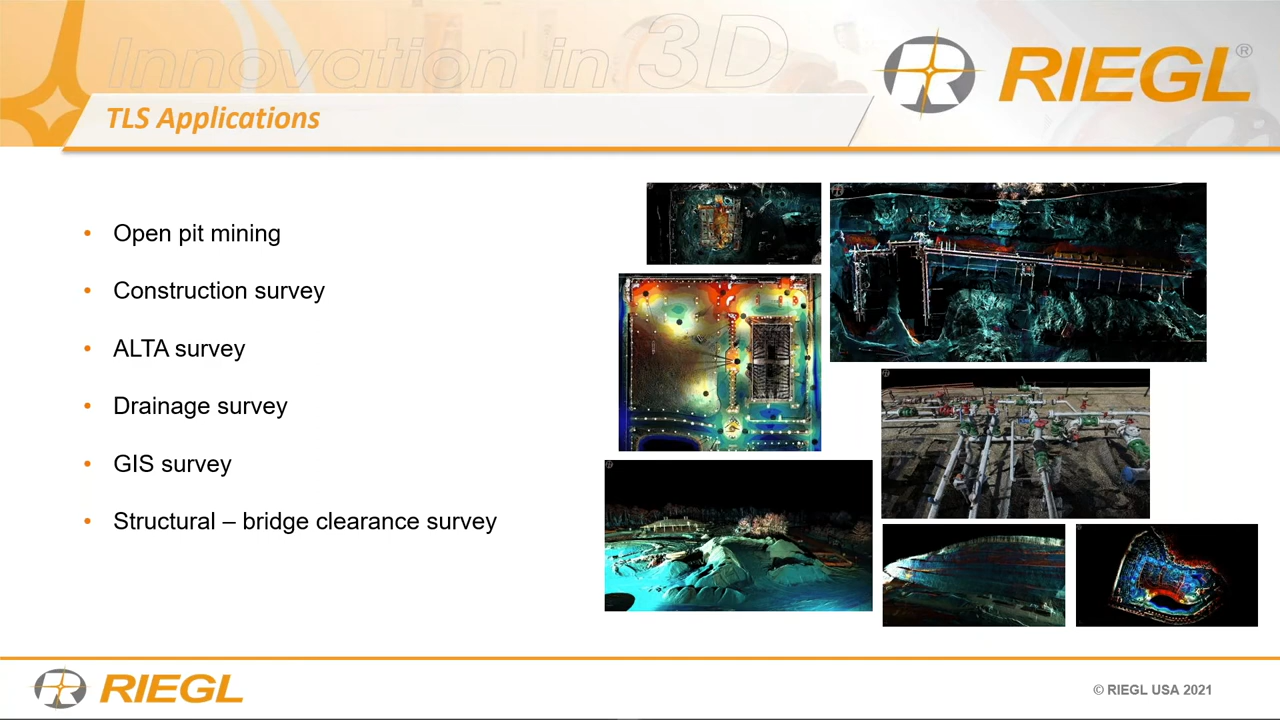 Innovation in 3D
RIEGL®
TLS Applications
• Open pit mining
• Construction survey
• ALTA survey
• Drainage survey
• GIS survey
• Structural – bridge clearance survey
RIEGL
© RIEGL USA 2021